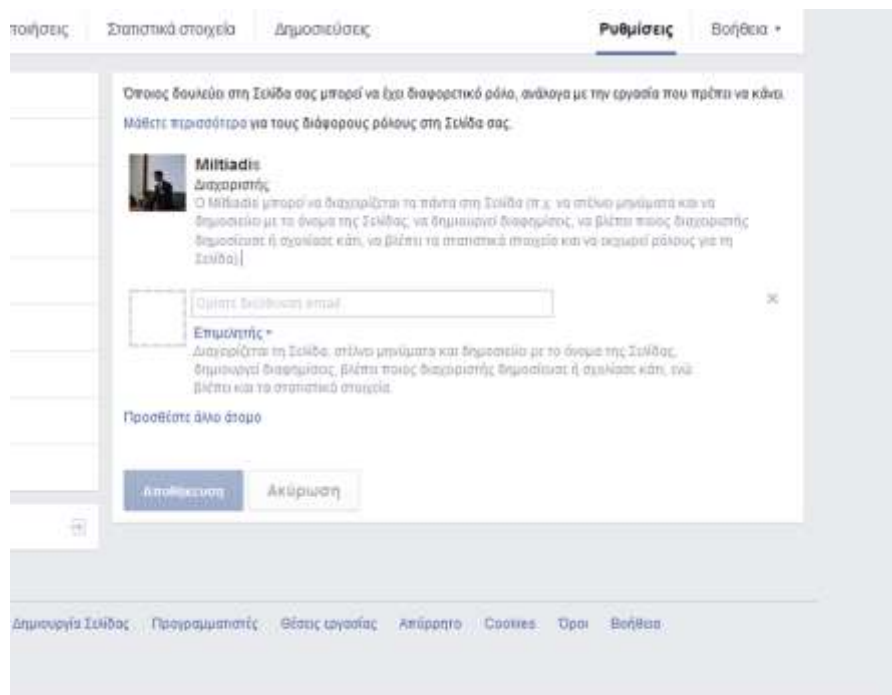 ποιήσεις Στατιστικά στοιχεία Δημοσιεύσεις Ρυθμίσεις Βοήθεια
Όποιος δουλεύει στη Σελίδα σας μπορεί να έχει διαφορετικό ρόλο, ανάλογα με την εργασία που πρέπει να κάνει.
Μάθετε περισσότερα για τους διάφορους ρόλους στη Σελίδα σας.
Miltiadis
Διαχειριστής
Ο Miltiadis μπορεί να διαχειρίζεται τα πάντα στη Σελίδα (π.χ. να στέλνει μηνύματα και να
δημοσιεύει με το όνομα της Σελίδας, να δημιουργεί διαφημίσεις, να βλέπει ποιος διαχειριστής
δημοσίευσε ή σχολίασε κάτι, να βλέπει τα στατιστικά στοιχεία και να εκχωρεί ρόλους για τη
Σελίδα).
Ορίστε διεύθυνση email
Επιμελητής
Διαχειρίζεται τη Σελίδα, στέλνει μηνύματα και δημοσιεύει με το όνομα της Σελίδας,
δημιουργεί διαφημίσεις, βλέπει ποιος διαχειριστής δημοσίευσε ή σχολίασε κάτι, ενώ
βλέπει και τα στατιστικά στοιχεία.
Προσθέστε άλλο άτομο
Αποθήκευση Ακύρωση
Δημιουργία Σελίδας Προγραμματιστές Θέσεις εργασίας Απόρρητο Cookies Όροι Βοήθεια